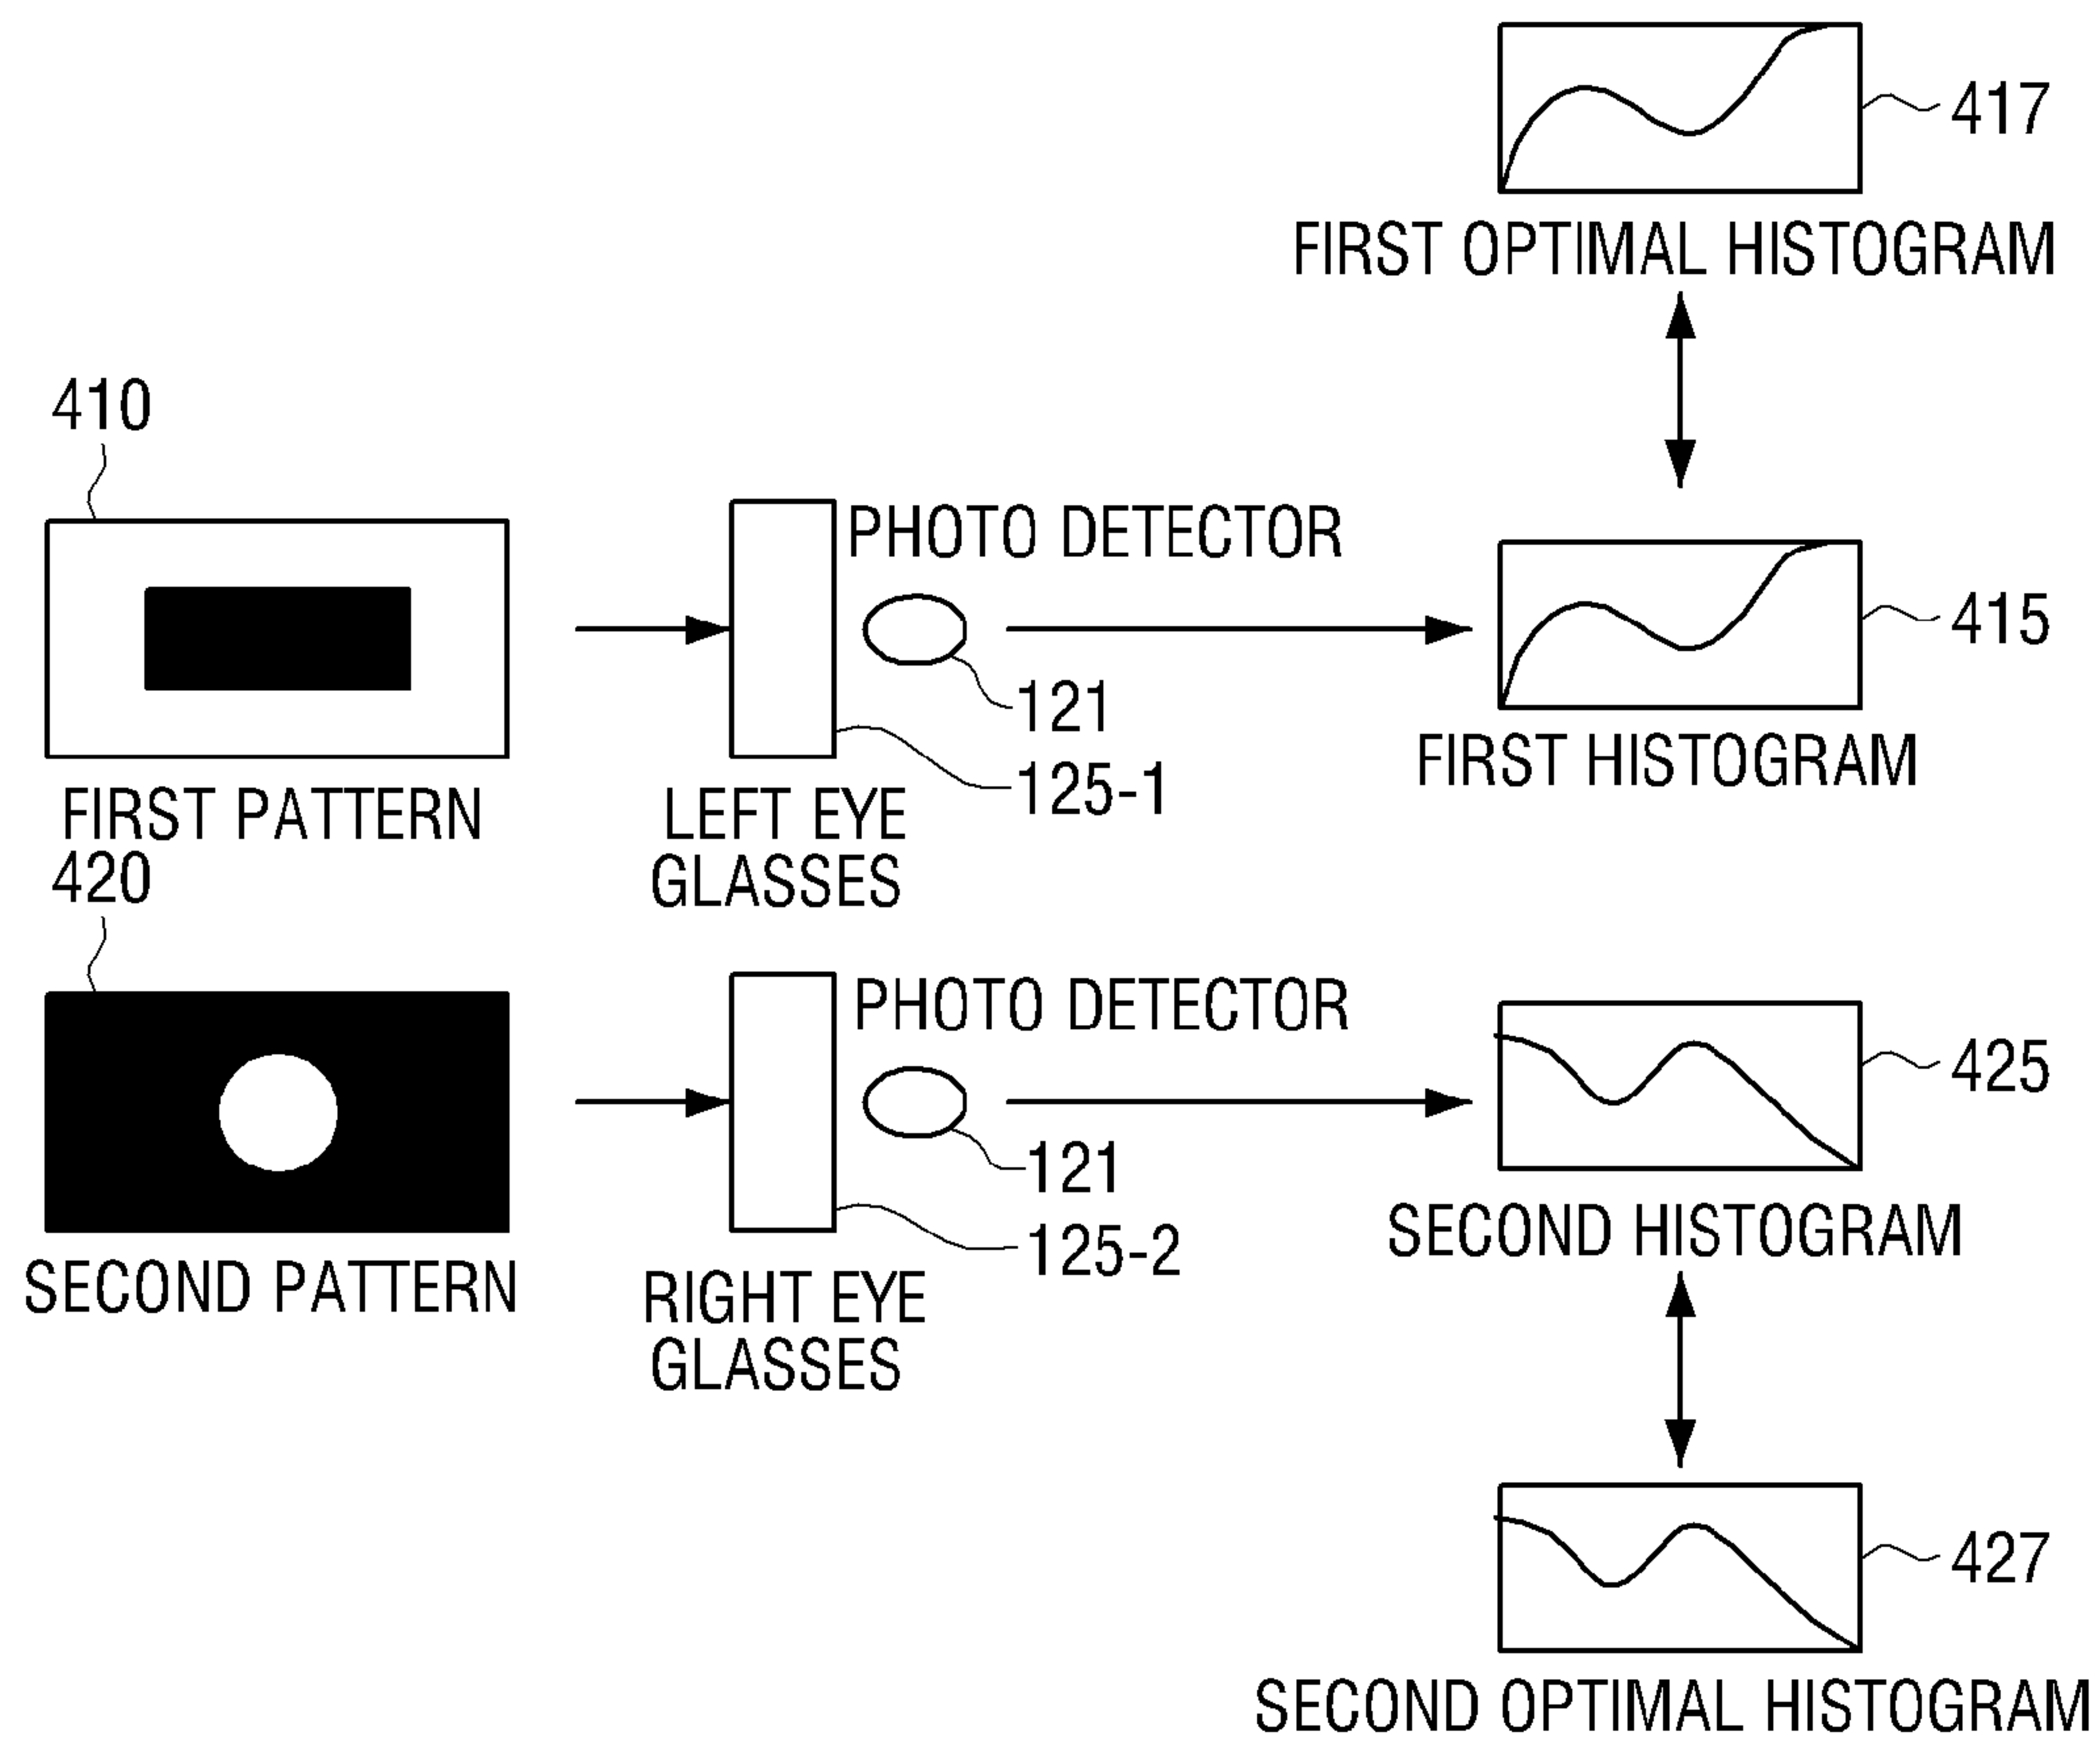 417
FIRST OPTIMAL HISTOGRAM
410
PHOTO DETECTOR
415
121
FIRST HISTOGRAM
125-1
FIRST PATTERN
LEFT EYE
GLASSES
420
PHOTO DETECTOR
425
121
SECOND HISTOGRAM
125-2
SECOND PATTERN
RIGHT EYE
GLASSES
427
SECOND OPTIMAL HISTOGRAM